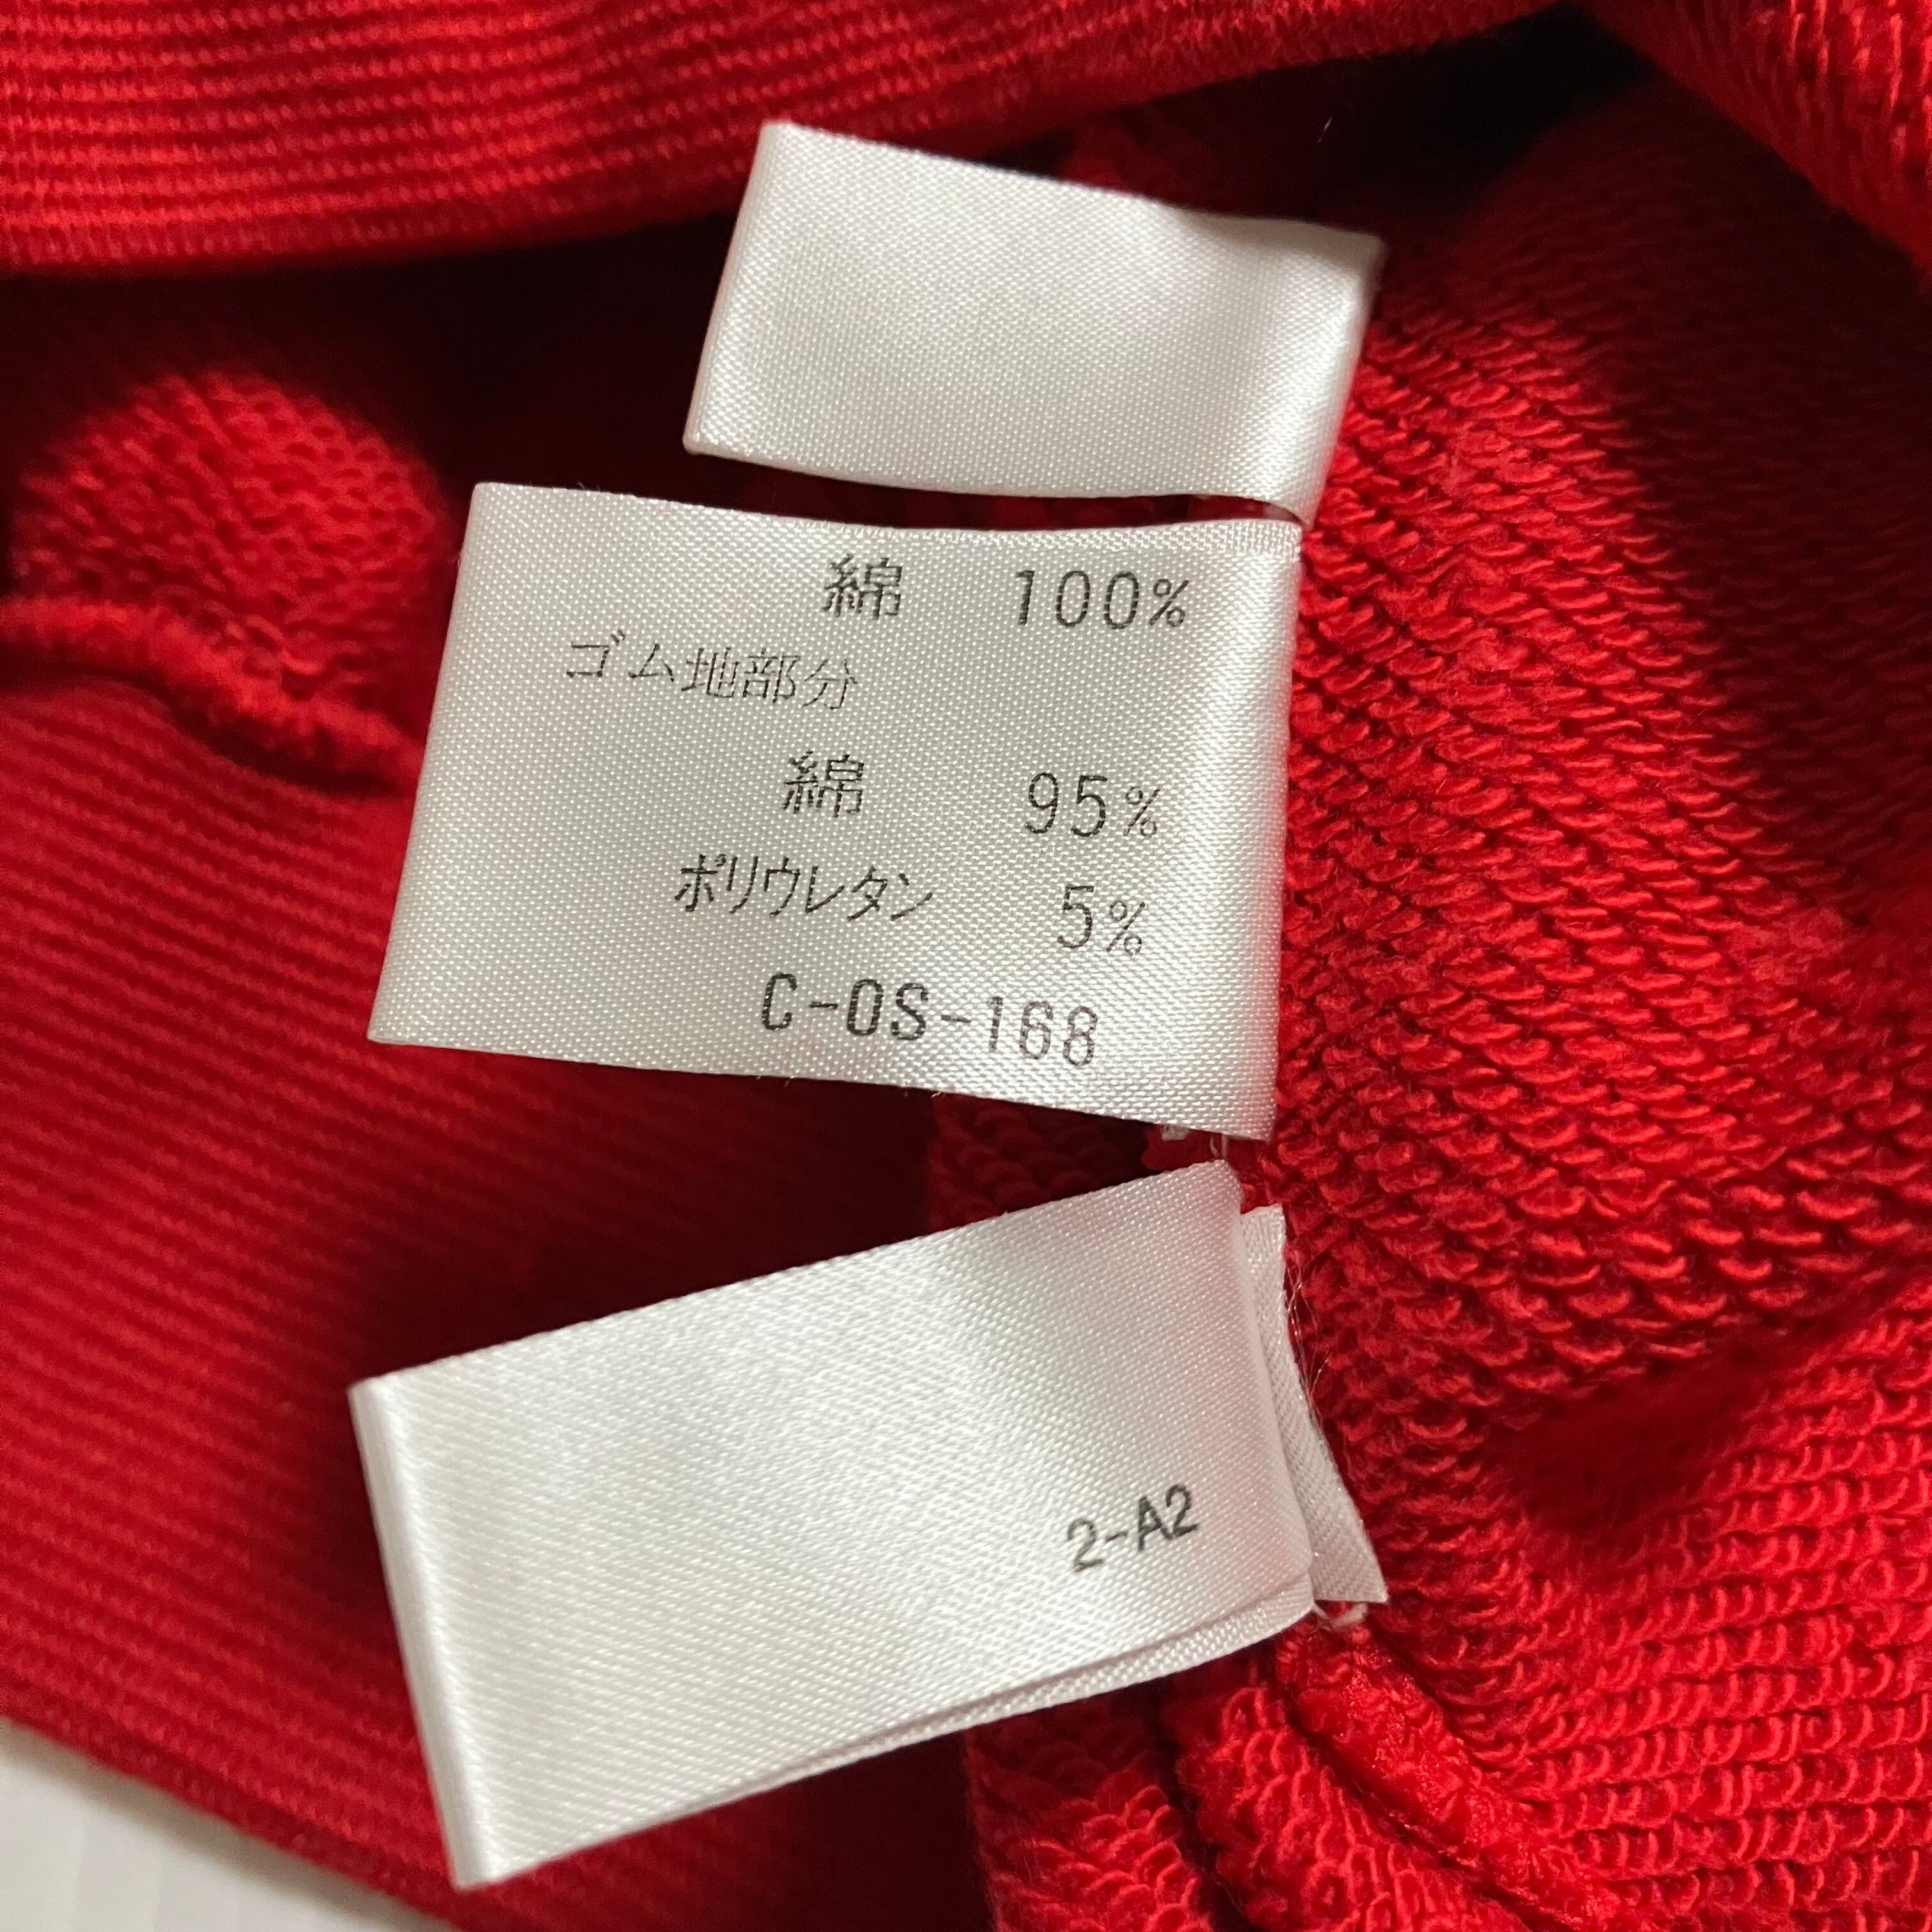 綿 100%
ゴム地部分
綿 95%
ポリウレタン 5%
C-OS-168
2-A2